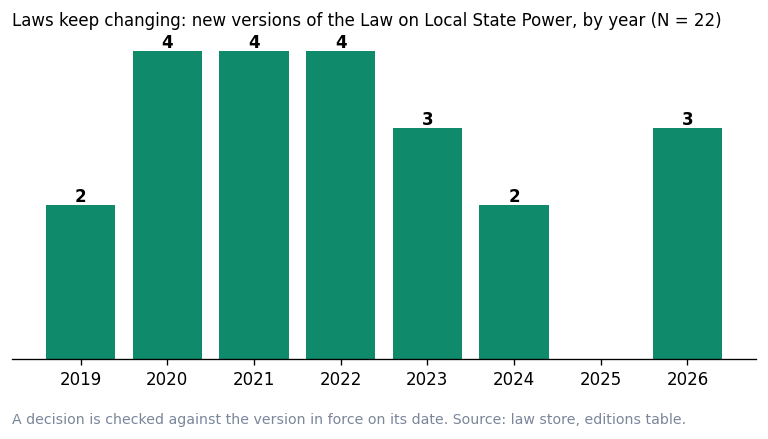 Laws keep changing: new versions of the Law on Local State Power, by year (N = 22)
4 4 4
3 3
2 2
2019 2020 2021 2022 2023 2024 2025 2026
A decision is checked against the version in force on its date. Source: law store, editions table.